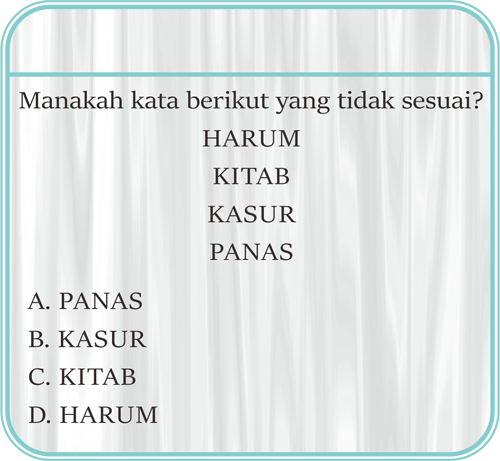 Manakah kata berikut yang tidak sesuai?
HARUM
KITAB
KASUR
PANAS
A. PANAS
B. KASUR
C. KITAB
D. HARUM